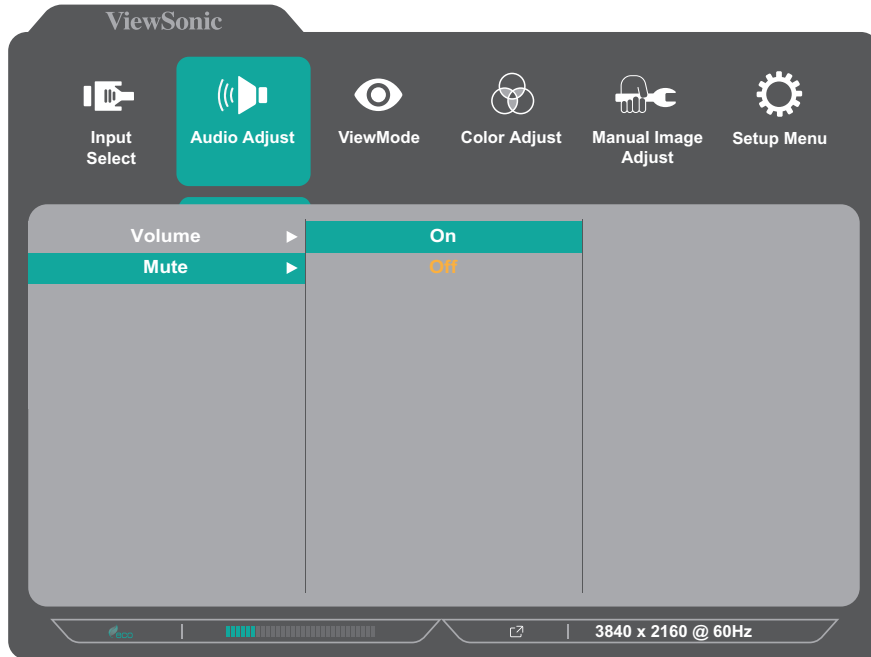 ViewSonic
Input
Select
Audio Adjust
ViewMode
Color Adjust
Manual Image
Adjust
Setup Menu
Volume
On
Mute
Off
eco
3840 x 2160 @ 60Hz